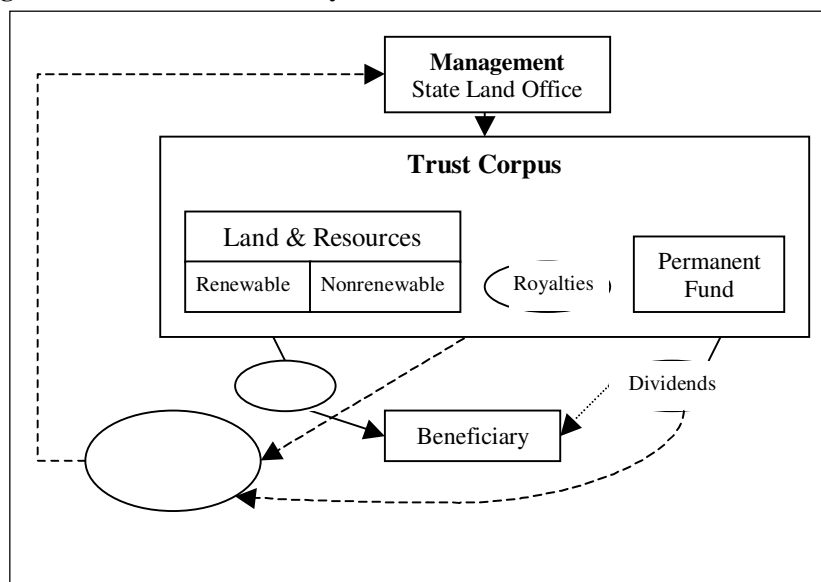 Management
State Land Office
Trust Corpus
Land & Resources
Renewable Nonrenewable
Royalties
Permanent
Fund
Dividends
Beneficiary